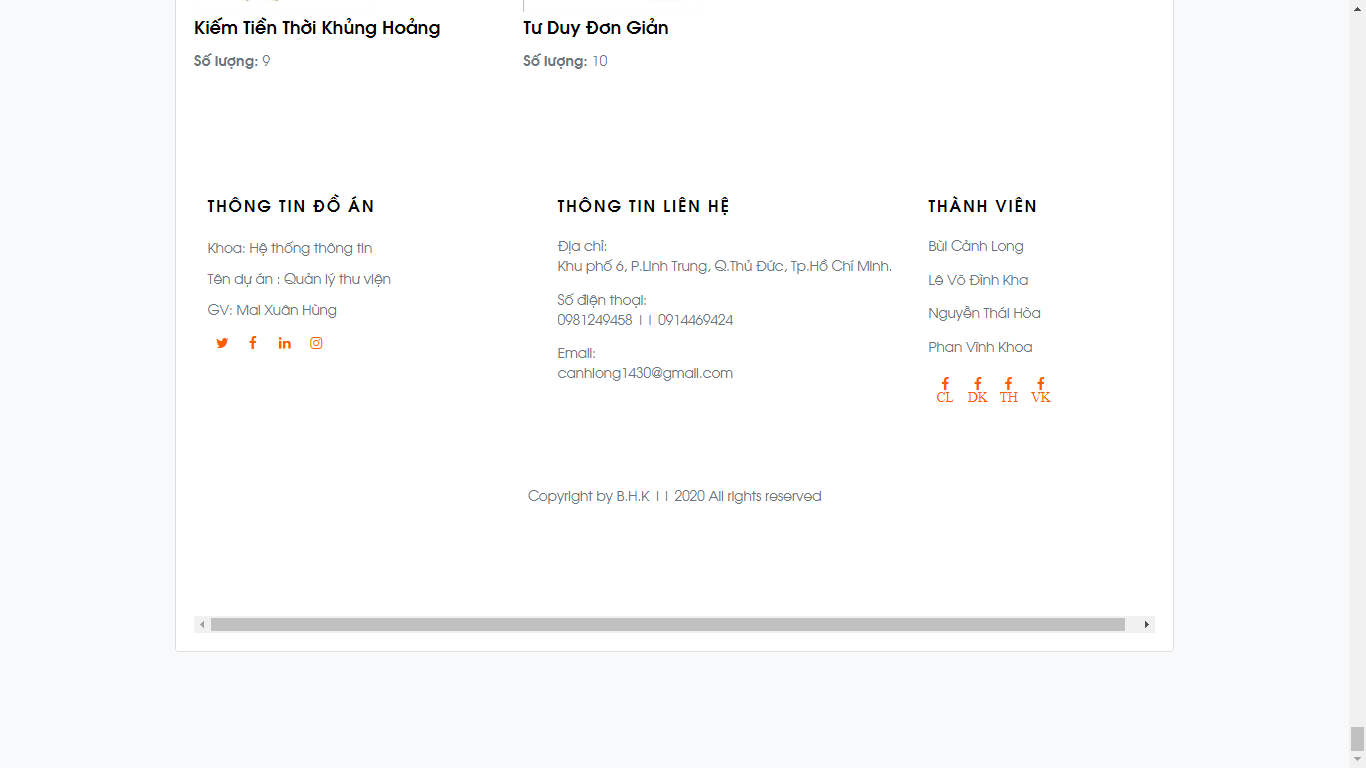 Kiếm Tiền Thời Khủng Hoảng
Số lượng: 9
Tư Duy Đơn Giản
Số lượng: 10
THÔNG TIN ĐỒ ÁN
Khoa: Hệ thống thông tin
Tên dự án : Quản lý thư viện
GV: Mai Xuân Hùng
THÔNG TIN LIÊN HỆ
Địa chỉ:
Khu phố 6, P.Linh Trung, Q.Thủ Đức, Tp.Hồ Chí Minh.
Số điện thoại:
0981249458 || 0914469424
Email:
canhlong1430@gmail.com
THÀNH VIÊN
Bùi Cảnh Long
Lê Võ Đình Kha
Nguyễn Thái Hòa
Phan Vĩnh Khoa
CL DK TH VK
Copyright by B.H.K || 2020 All rights reserved